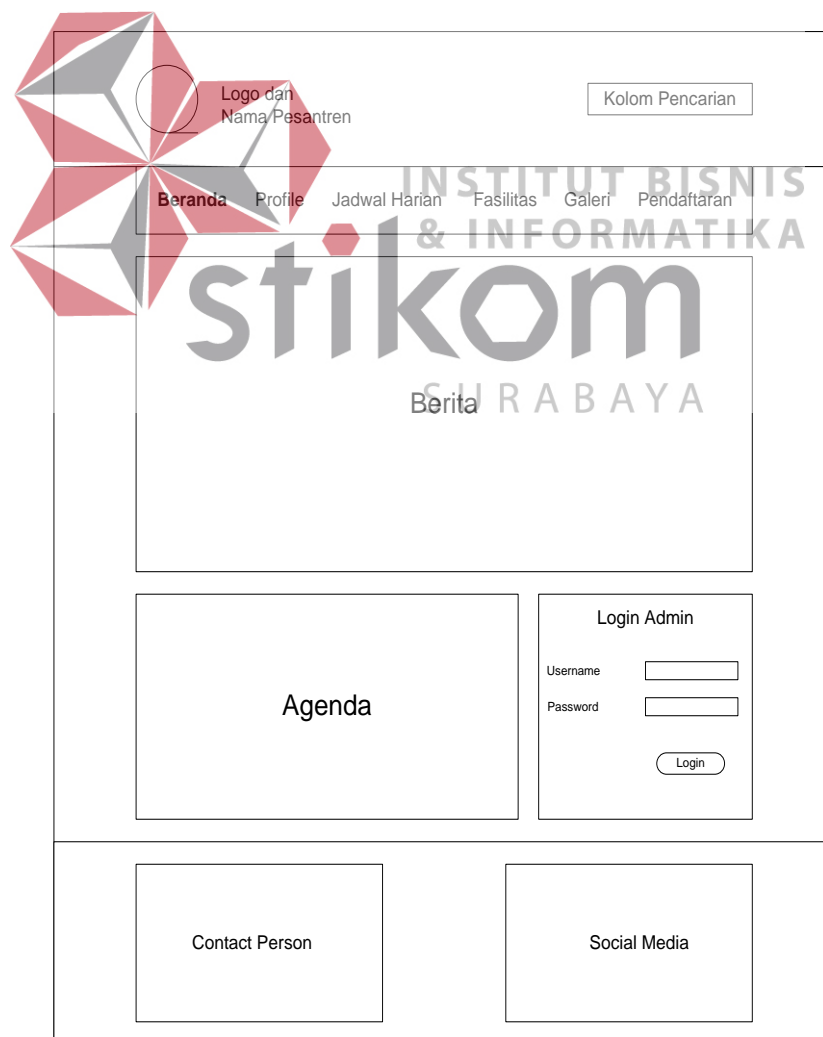 Logo dan
Nama Pesantren
Kolom Pencarian
INSTITUT BISNIS
& INFORMATIKA
Beranda Profile Jadwal Harian Fasilitas Galeri Pendaftaran
stikom
SURABAYA
Berita
Agenda
Login Admin
Username
Password
Login
Contact Person
Social Media